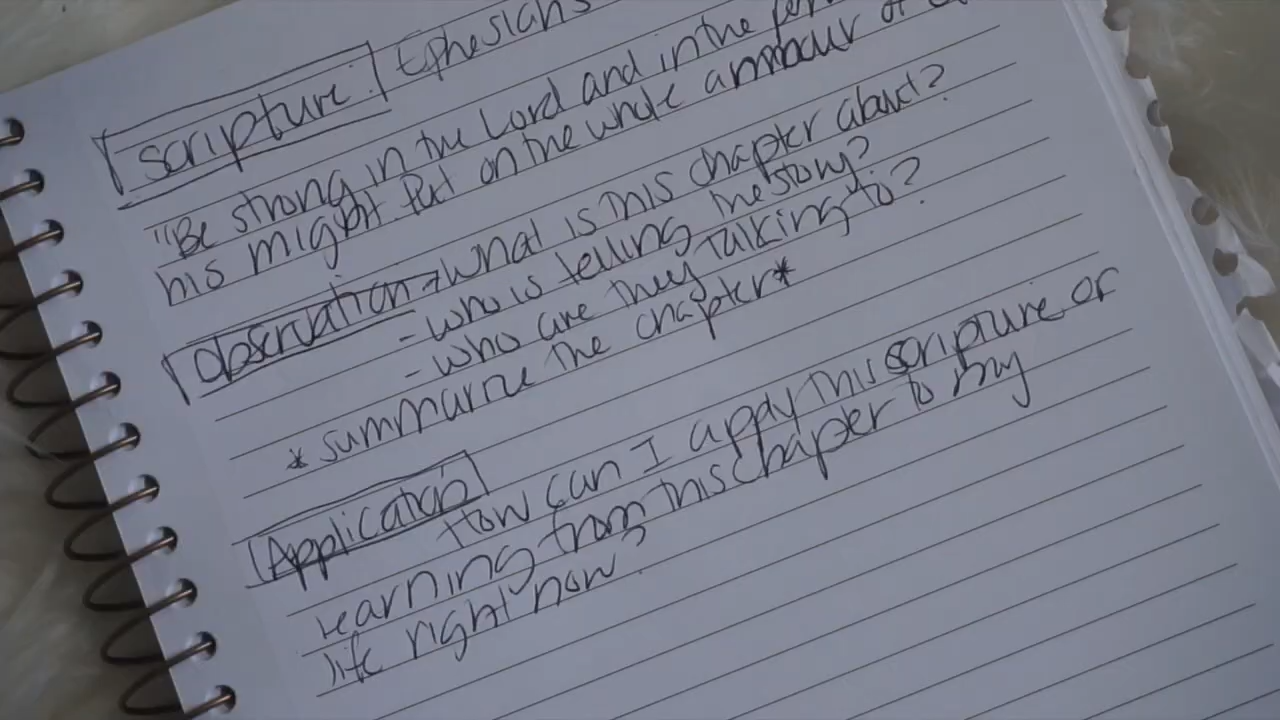 Scripture: Ephesians
"Be strong in the Lord and in the
his might. Put on the whole armour of
Observation → What is this chapter about?
- who is telling the story?
- who are they talking to?
* summarize the chapter *
Application
How can I apply this scripture or
learning from this chapter to my
life right now?